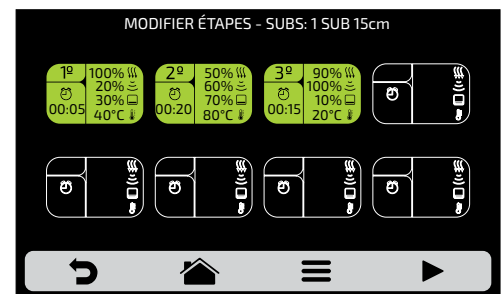 MODIFIER ÉTAPES - SUBS: 1 SUB 15cm
1º 100%
20%
30%
00:05 40°C
2º 50%
60%
70%
00:20 80°C
3º 90%
100%
10%
00:15 20°C